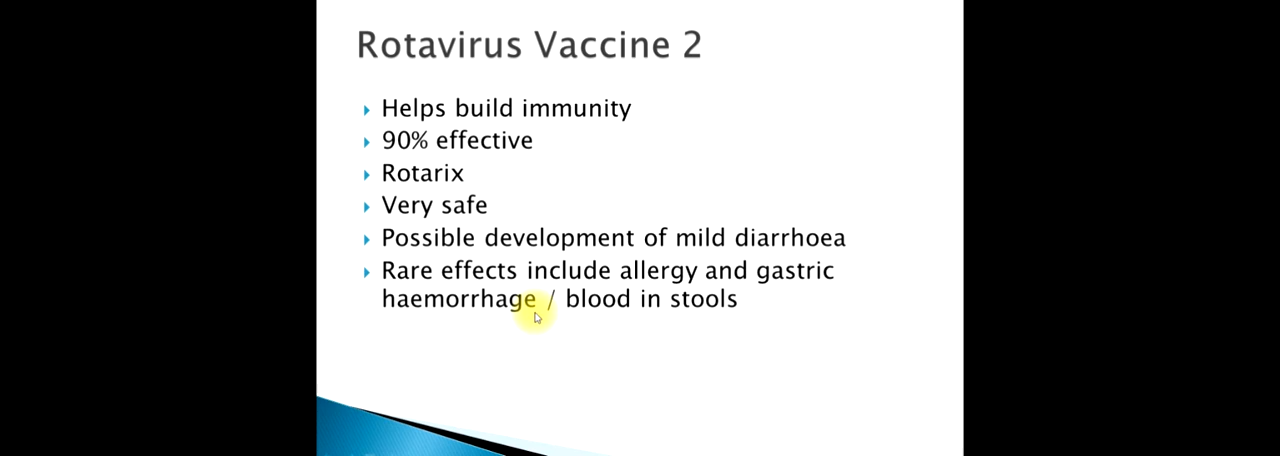 Rotavirus Vaccine 2
Helps build immunity
90% effective
Rotarix
Very safe
Possible development of mild diarrhoea
Rare effects include allergy and gastric
haemorrhage / blood in stools